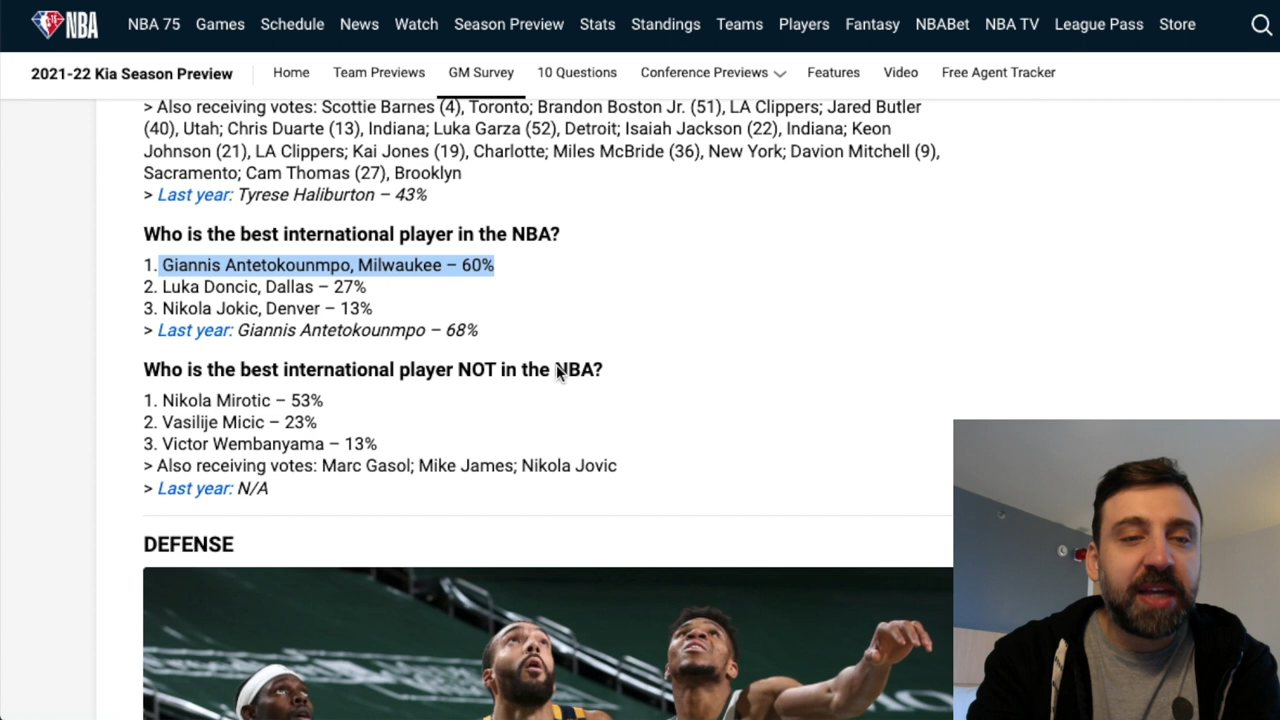 NBA
NBA 75 Games Schedule News Watch Season Preview Stats Standings Teams Players Fantasy NBABet NBA TV League Pass Store
2021-22 Kia Season Preview Home Team Previews GM Survey 10 Questions Conference Previews Features Video Free Agent Tracker
> Also receiving votes: Scottie Barnes (4), Toronto; Brandon Boston Jr. (51), LA Clippers; Jared Butler
(40), Utah; Chris Duarte (13), Indiana; Luka Garza (52), Detroit; Isaiah Jackson (22), Indiana; Keon
Johnson (21), LA Clippers; Kai Jones (19), Charlotte; Miles McBride (36), New York; Davion Mitchell (9),
Sacramento; Cam Thomas (27), Brooklyn
> Last year: Tyrese Haliburton – 43%
Who is the best international player in the NBA?
1. Giannis Antetokounmpo, Milwaukee – 60%
2. Luka Doncic, Dallas – 27%
3. Nikola Jokic, Denver – 13%
> Last year: Giannis Antetokounmpo – 68%
Who is the best international player NOT in the NBA?
1. Nikola Mirotic – 53%
2. Vasilije Micic – 23%
3. Victor Wembanyama – 13%
> Also receiving votes: Marc Gasol; Mike James; Nikola Jovic
> Last year: N/A
DEFENSE